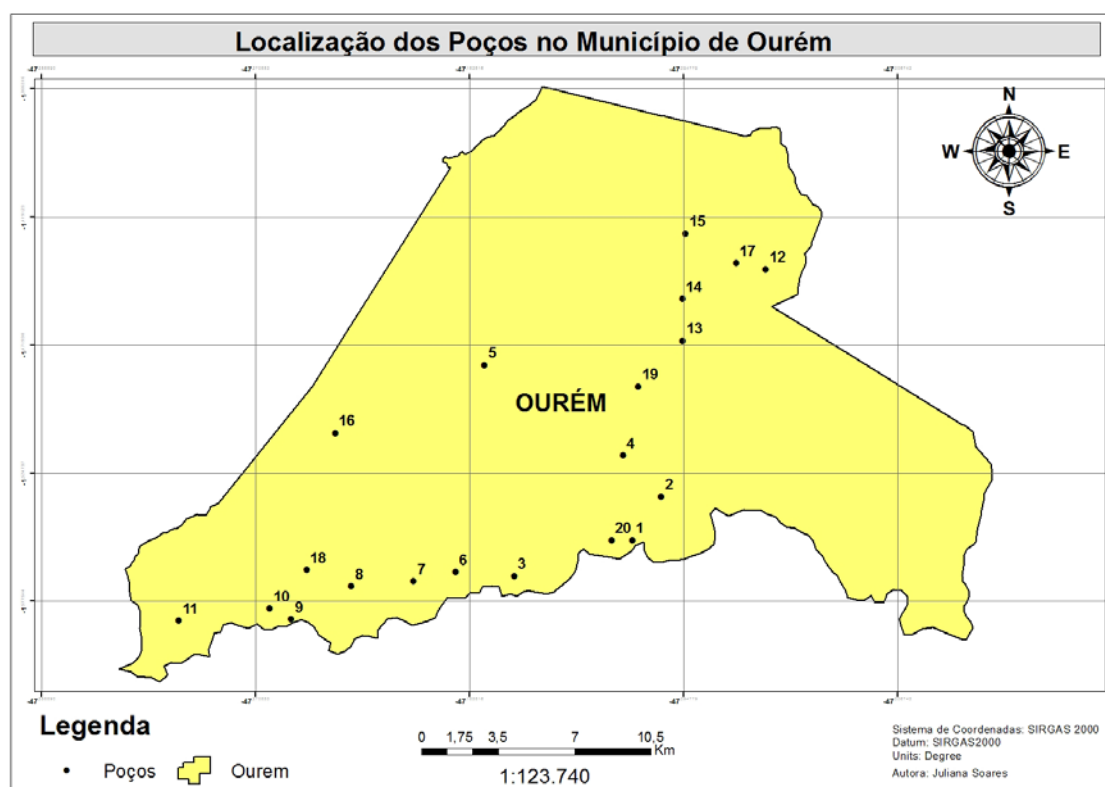 Localização dos Poços no Município de Ourém
N
W E
S
15
17 12
14
13
5
19
OURÉM
16
4
2
20 1
18
8 7 6 3
10
11 9
Legenda
Poços Ourem
0 1,75 3,5 7 10,5
Km
1:123.740
Sistema de Coordenadas: SIRGAS 2000
Datum: SIRGAS2000
Units: Degree
Autora: Juliana Soares